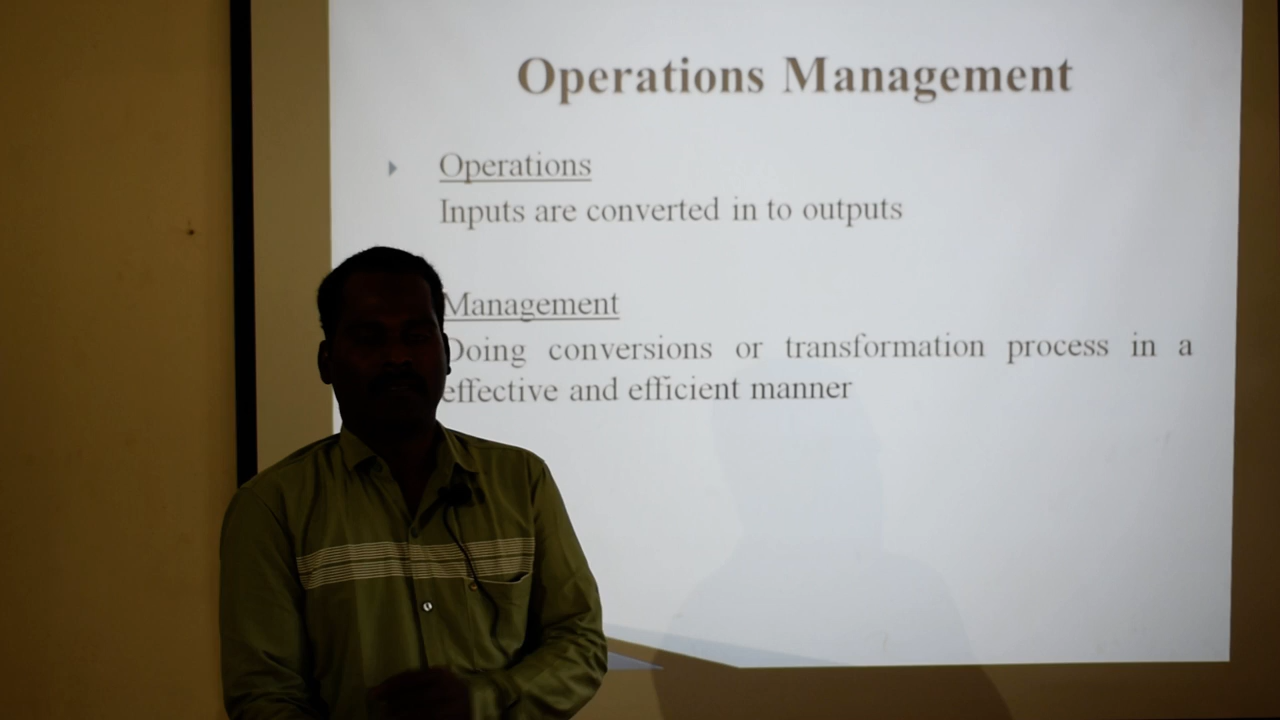 Operations Management
Operations
Inputs are converted in to outputs
Management
Doing conversions or transformation process in a
effective and efficient manner